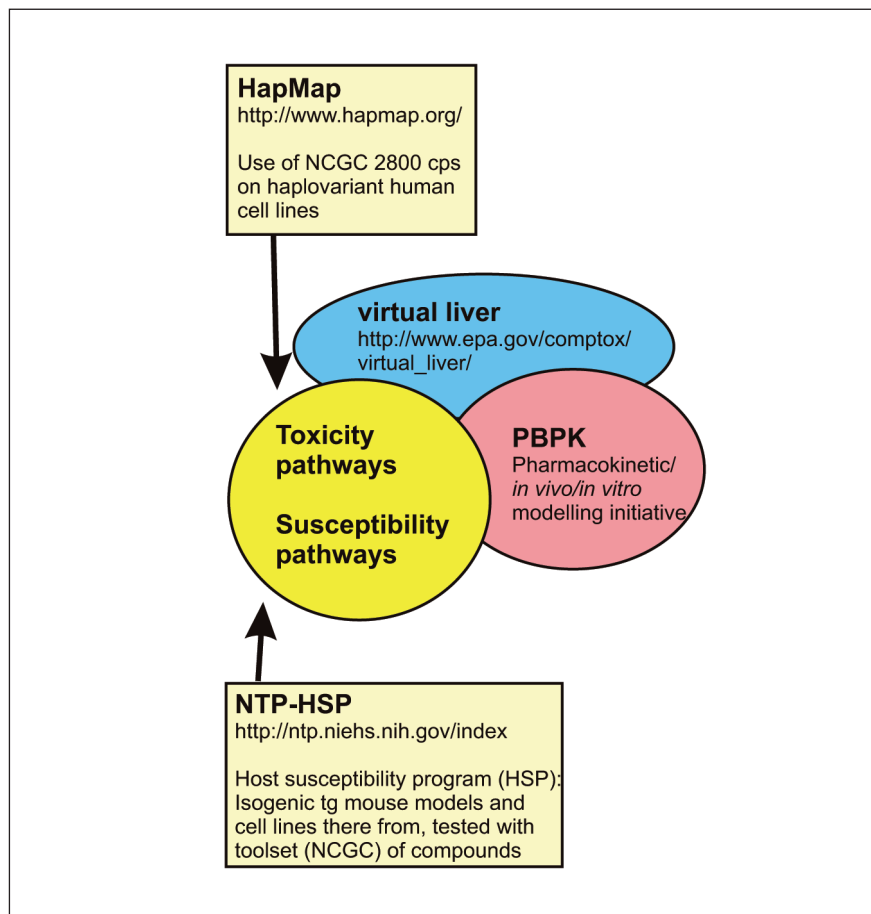 HapMap
http://www.hapmap.org/
Use of NCGC 2800 cps
on haplovariant human
cell lines
virtual liver
http://www.epa.gov/comptox/
virtual_liver/
Toxicity
pathways
Susceptibility
pathways
PBPK
Pharmacokinetic/
in vivo/in vitro
modelling initiative
NTP-HSP
http://ntp.niehs.nih.gov/index
Host susceptibility program (HSP):
Isogenic tg mouse models and
cell lines there from, tested with
toolset (NCGC) of compounds